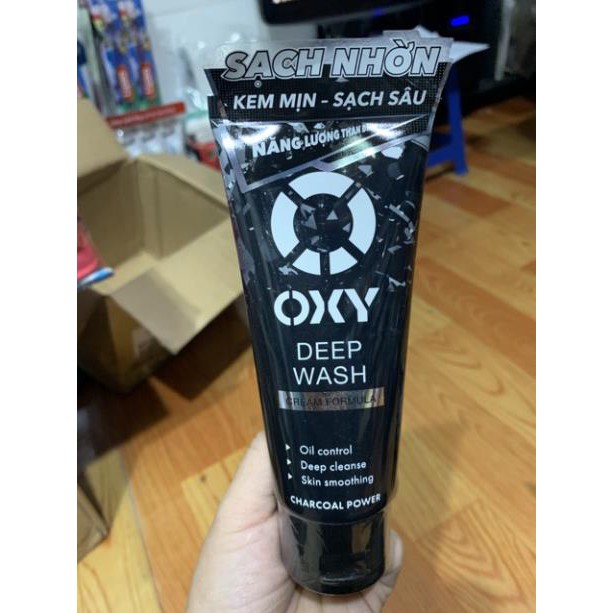 SẠCH NHỜN
KEM MỊN - SẠCH SÂU
NĂNG LƯỢNG THAN
OXY
DEEP
WASH
CREAM FORMULA
Oil control
Deep cleanse
Skin smoothing
CHARCOAL POWER